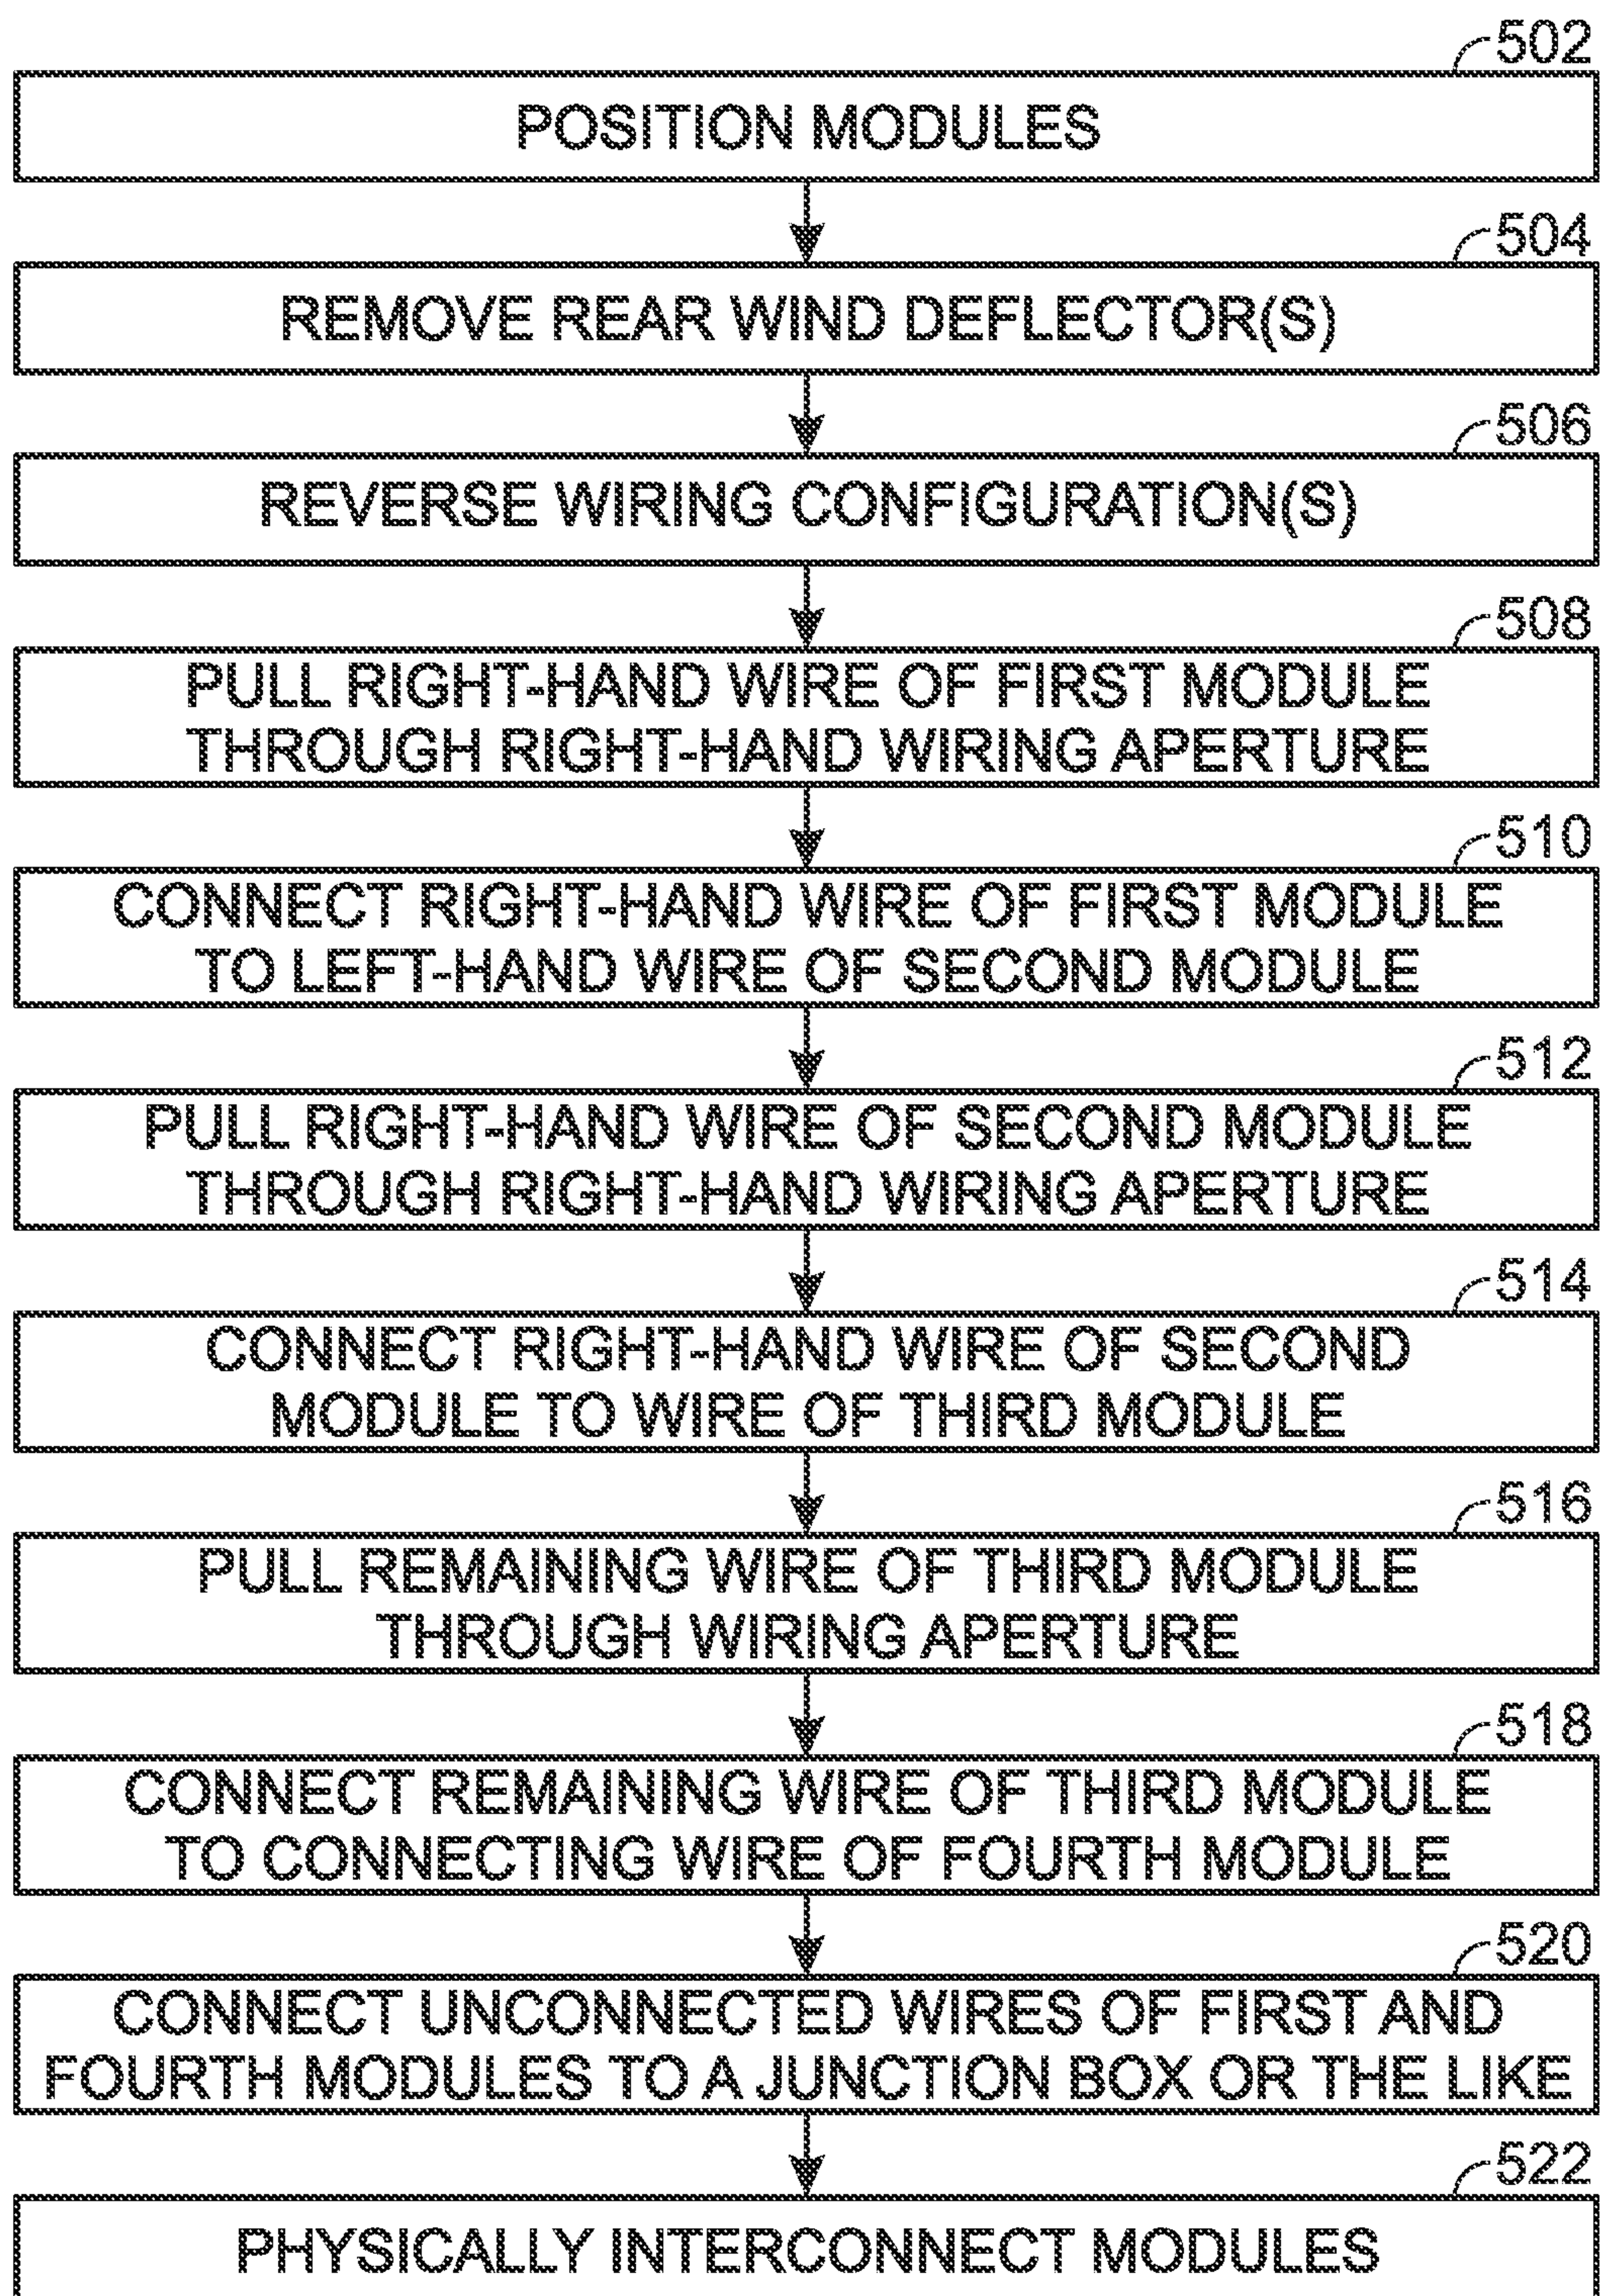 502
POSITION MODULES
504
REMOVE REAR WIND DEFLECTOR(S)
506
REVERSE WIRING CONFIGURATION(S)
508
PULL RIGHT-HAND WIRE OF FIRST MODULE
THROUGH RIGHT-HAND WIRING APERTURE
510
CONNECT RIGHT-HAND WIRE OF FIRST MODULE
TO LEFT-HAND WIRE OF SECOND MODULE
512
PULL RIGHT-HAND WIRE OF SECOND MODULE
THROUGH RIGHT-HAND WIRING APERTURE
514
CONNECT RIGHT-HAND WIRE OF SECOND
MODULE TO WIRE OF THIRD MODULE
516
PULL REMAINING WIRE OF THIRD MODULE
THROUGH WIRING APERTURE
518
CONNECT REMAINING WIRE OF THIRD MODULE
TO CONNECTING WIRE OF FOURTH MODULE
520
CONNECT UNCONNECTED WIRES OF FIRST AND
FOURTH MODULES TO A JUNCTION BOX OR THE LIKE
522
PHYSICALLY INTERCONNECT MODULES